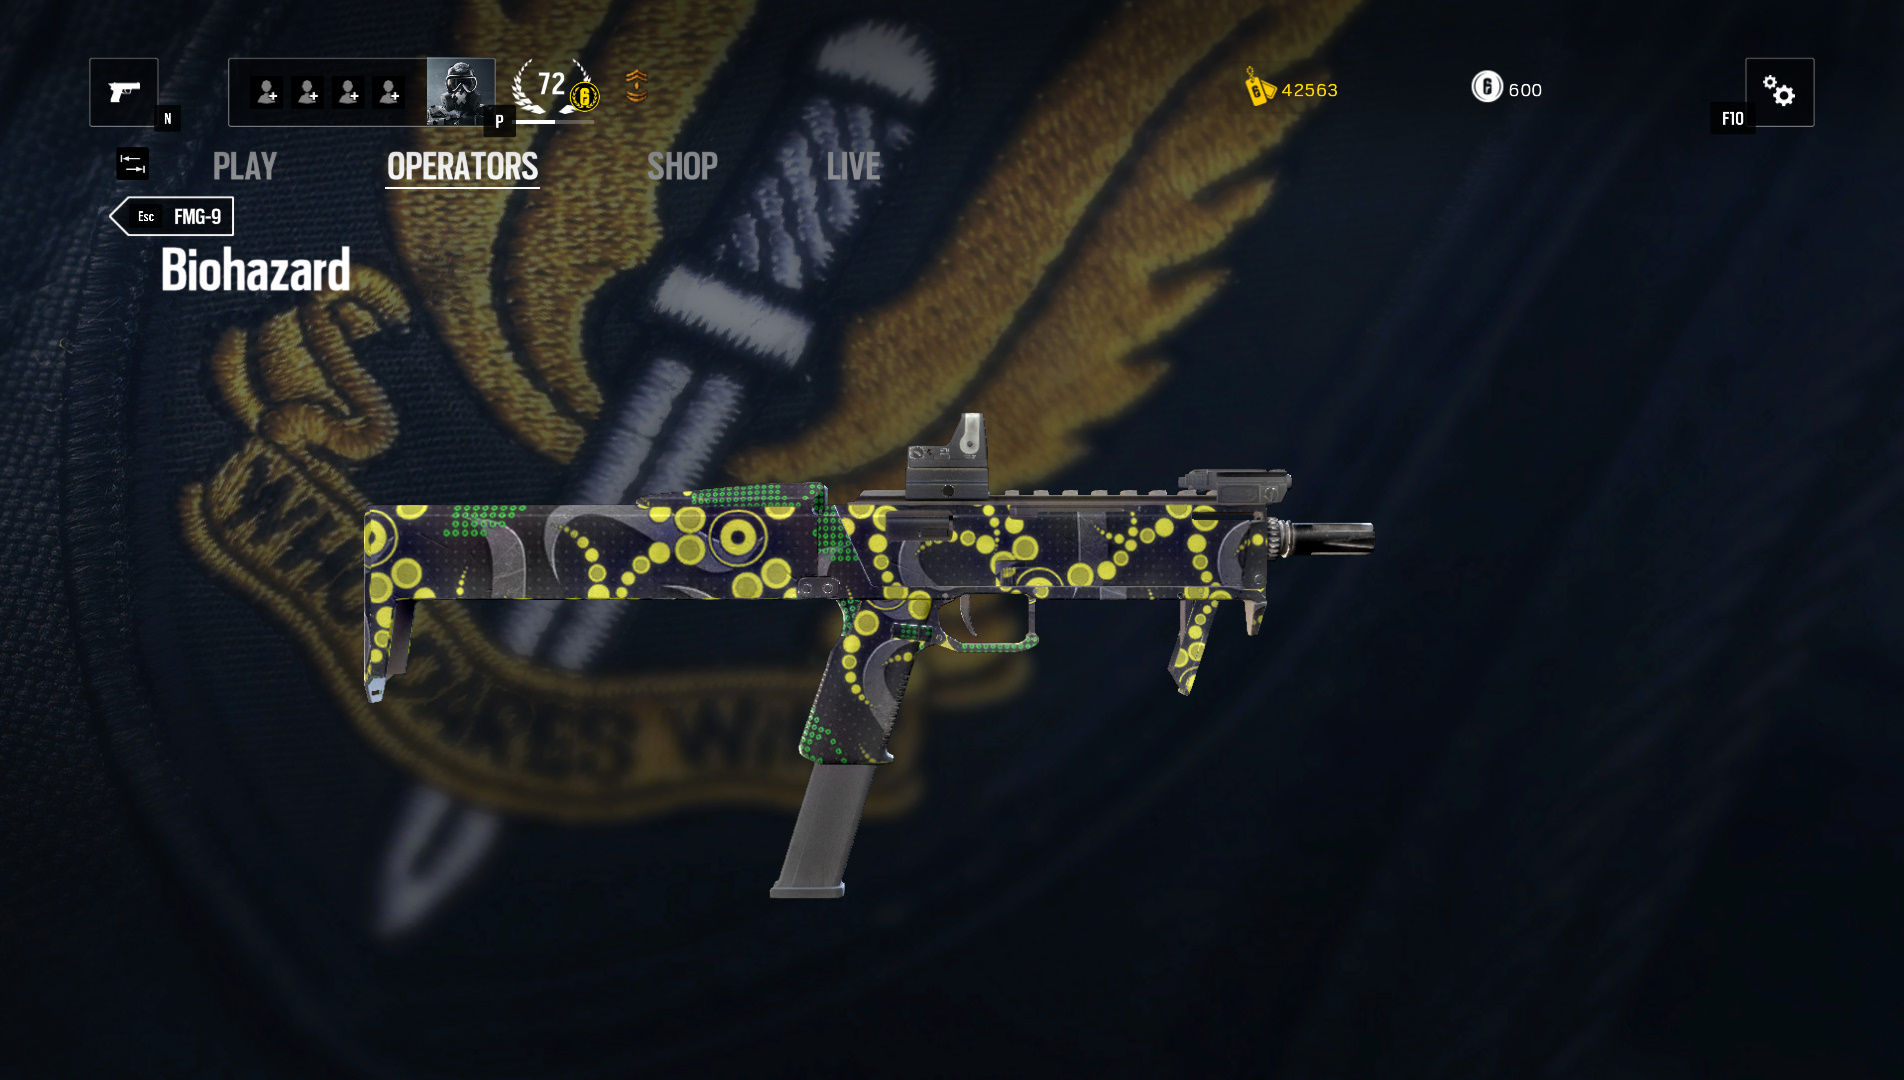 N
P
72
42563
600
F10
PLAY
OPERATORS
SHOP
LIVE
Esc FMG-9
Biohazard